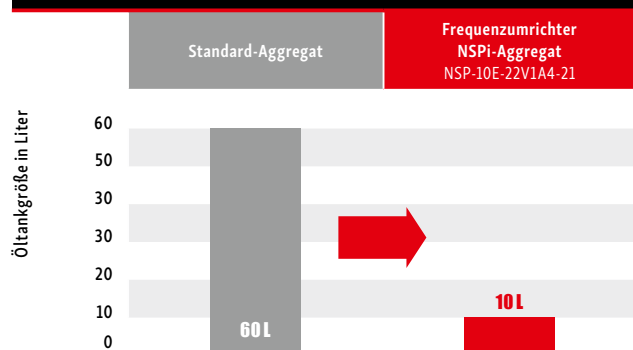 Standard-Aggregat
Frequenzumrichter
NSPi-Aggregat
NSP-10E-22V1A4-21
Öltankgröße in Liter
60
50
30
30
20
10
0
60 L
10 L